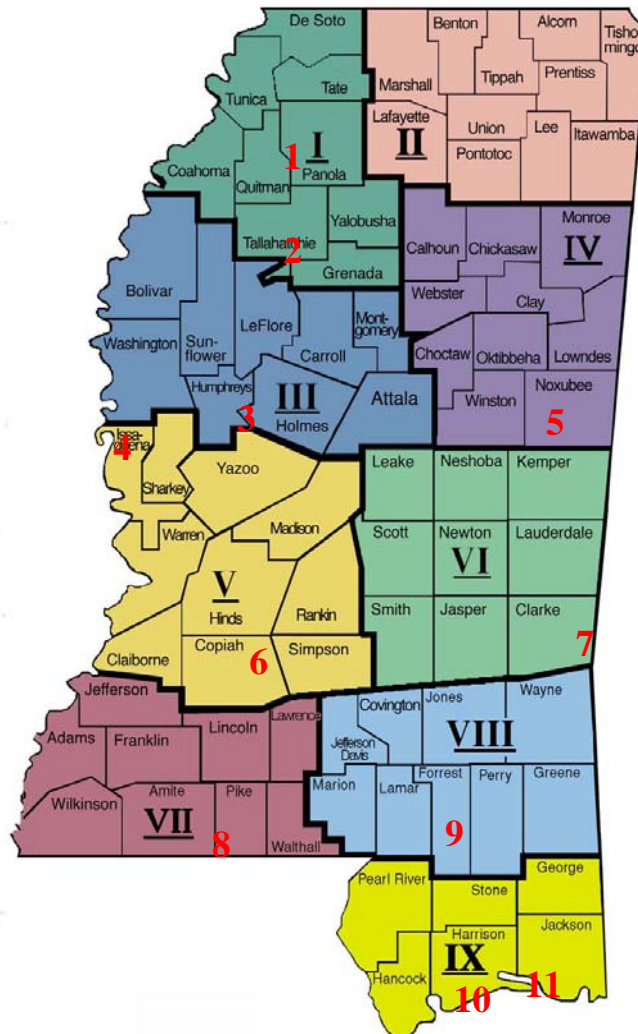 De Soto
Benton
Alcorn
Tisho
mingo
Marshall
Tippah
Prentiss
Tunica
Tate
Lafayette
Union
Lee
Itawamba
I
II
1
Coahoma
Quitman
Panola
Pontotoc
Yalobusha
Monroe
Tallahatchie
2
Calhoun
Chickasaw
IV
Grenada
Bolivar
Webster
Clay
LeFlore
Mont-
gomery
Washington
Sun-
flower
Carroll
Choctaw
Oktibbeha
Lowndes
Humphreys
III
Attala
Winston
Noxubee
3
Holmes
5
Issa-
quena
4
Yazoo
Leake
Neshoba
Kemper
Sharkey
Madison
Warren
Scott
Newton
Lauderdale
VI
V
Hinds
Rankin
Smith
Jasper
Clarke
Copiah
6
Simpson
7
Claiborne
Jefferson
Jones
Wayne
Covington
Lincoln
Lawrence
VIII
Adams
Franklin
Jefferson
Davis
Forrest
Perry
Greene
Wilkinson
Amite
Pike
Marion
Lamar
VII
8
Walthall
9
George
Pearl River
Stone
Harrison
Jackson
IX
Hancock
10
11